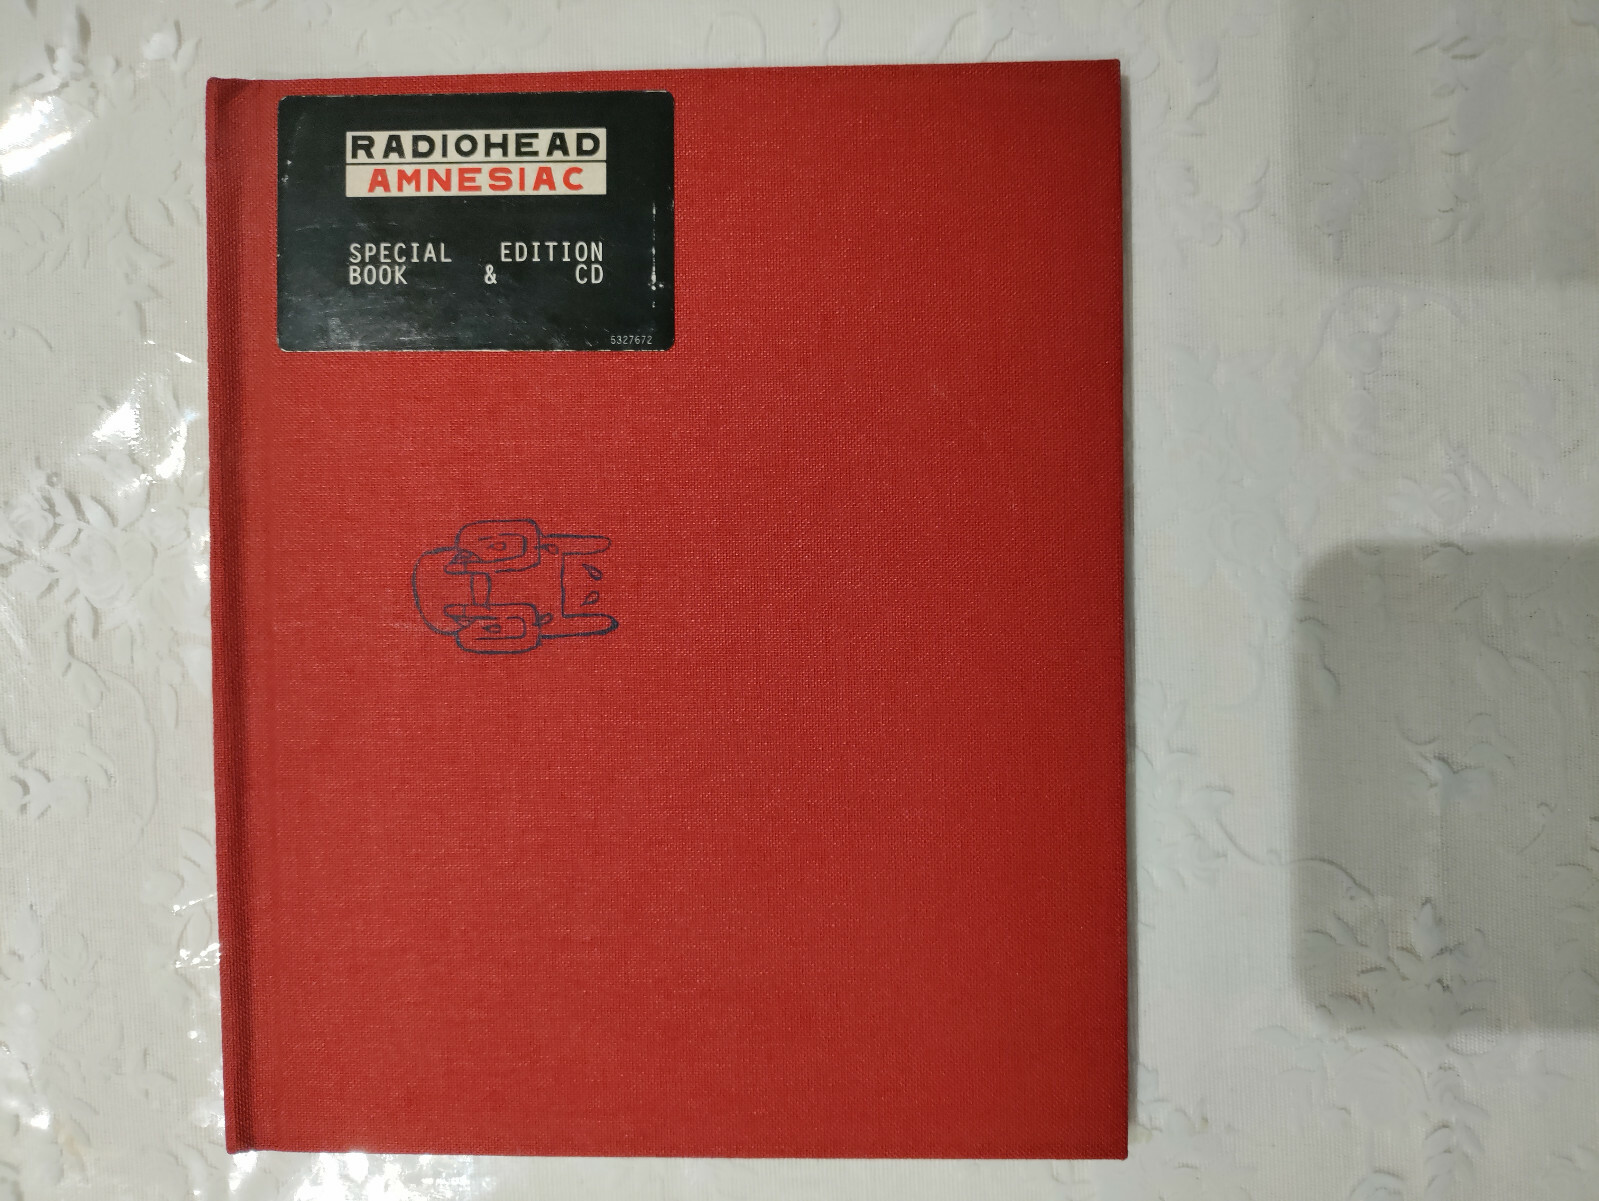 RADIOHEAD
AMNESIAC
SPECIAL EDITION
BOOK & CD
5327672